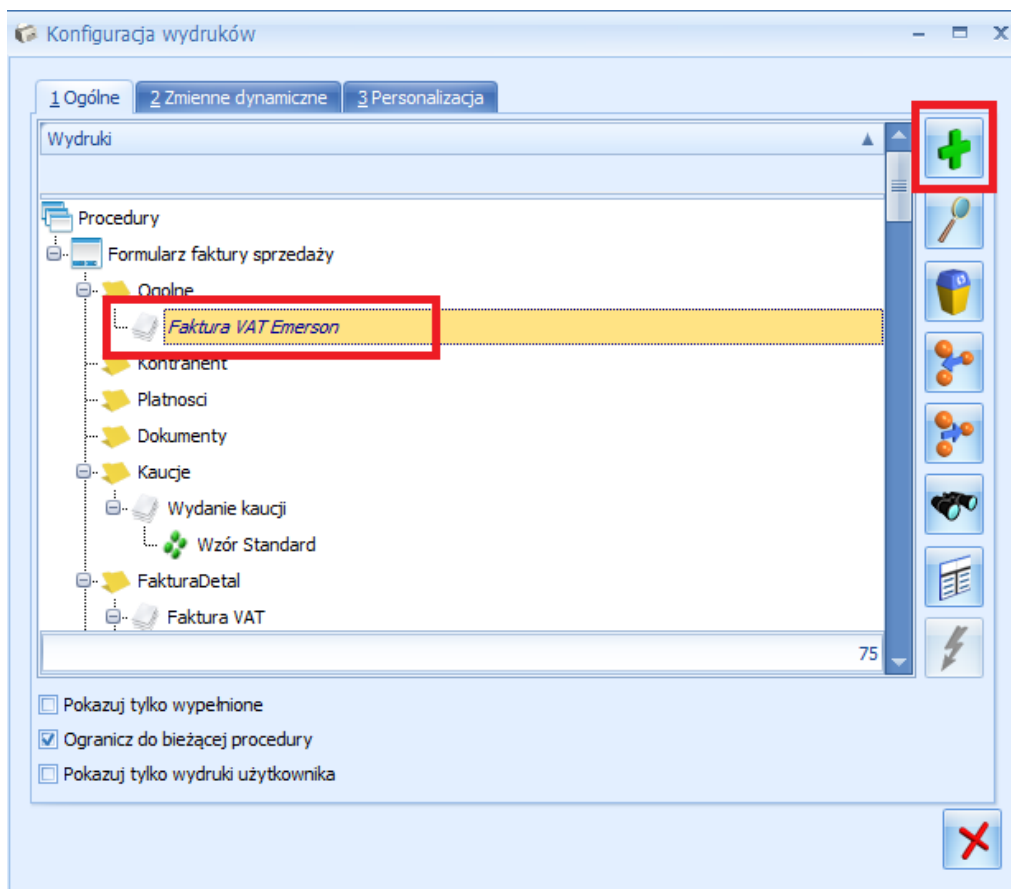 Konfiguracja wydruków
1 Ogólne 2 Zmienne dynamiczne 3 Personalizacja
Wydruki
Procedury
Formularz faktury sprzedaży
Ogolne
Faktura VAT Emerson
Kontrahent
Platnosci
Dokumenty
Kaucje
Wydanie kaucji
Wzór Standard
FakturaDetal
Faktura VAT
75
Pokazuj tylko wypełnione
Ogranicz do bieżącej procedury
Pokazuj tylko wydruki użytkownika